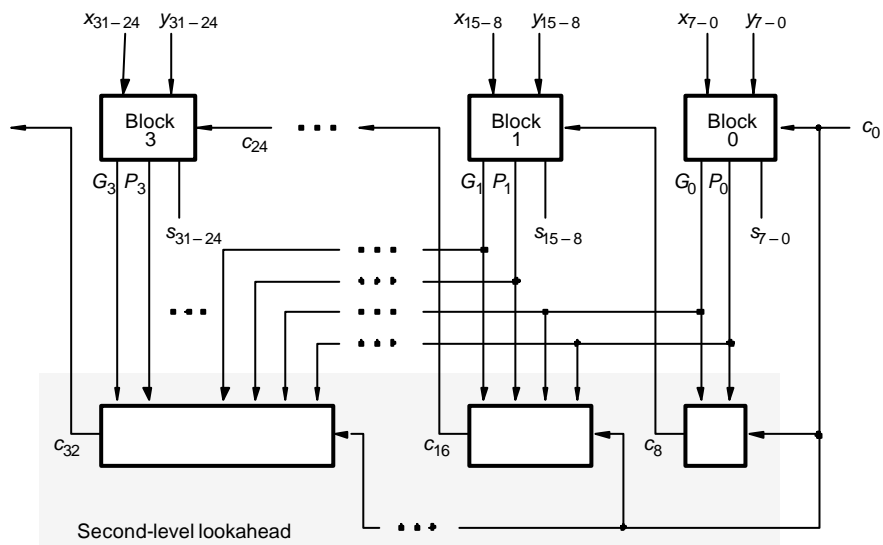 x31–24 y31–24 x15–8 y15–8 x7–0 y7–0
Block 3
Block 1
Block 0
c24
c0
G3 P3 G1 P1 G0 P0
s31–24 s15–8 s7–0
c32 c16 c8
Second-level lookahead